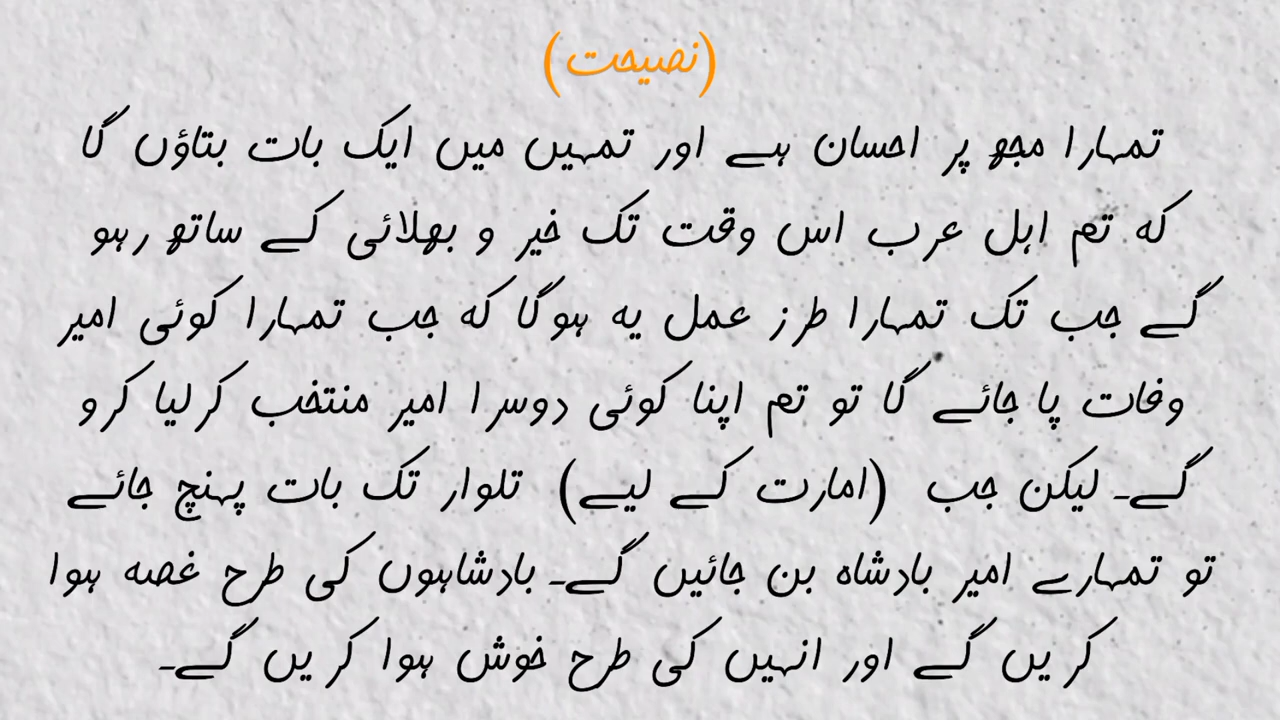 (نصیحت)
تمہارا مجھ پر احسان ہے اور تمہیں میں ایک بات بتاؤں گا
کہ تم اہل عرب اس وقت تک خیر و بھلائی کے ساتھ رہو
گے جب تک تمہارا طرز عمل یہ ہوگا کہ جب تمہارا کوئی امیر
وفات پا جائے گا تو تم اپنا کوئی دوسرا امیر منتخب کرلیا کرو
گے۔ لیکن جب (امارت کے لیے) تلوار تک بات پہنچ جائے
تو تمہارے امیر بادشاہ بن جائیں گے۔ بادشاہوں کی طرح غصہ ہوا
کریں گے اور انہیں کی طرح خوش ہوا کریں گے۔